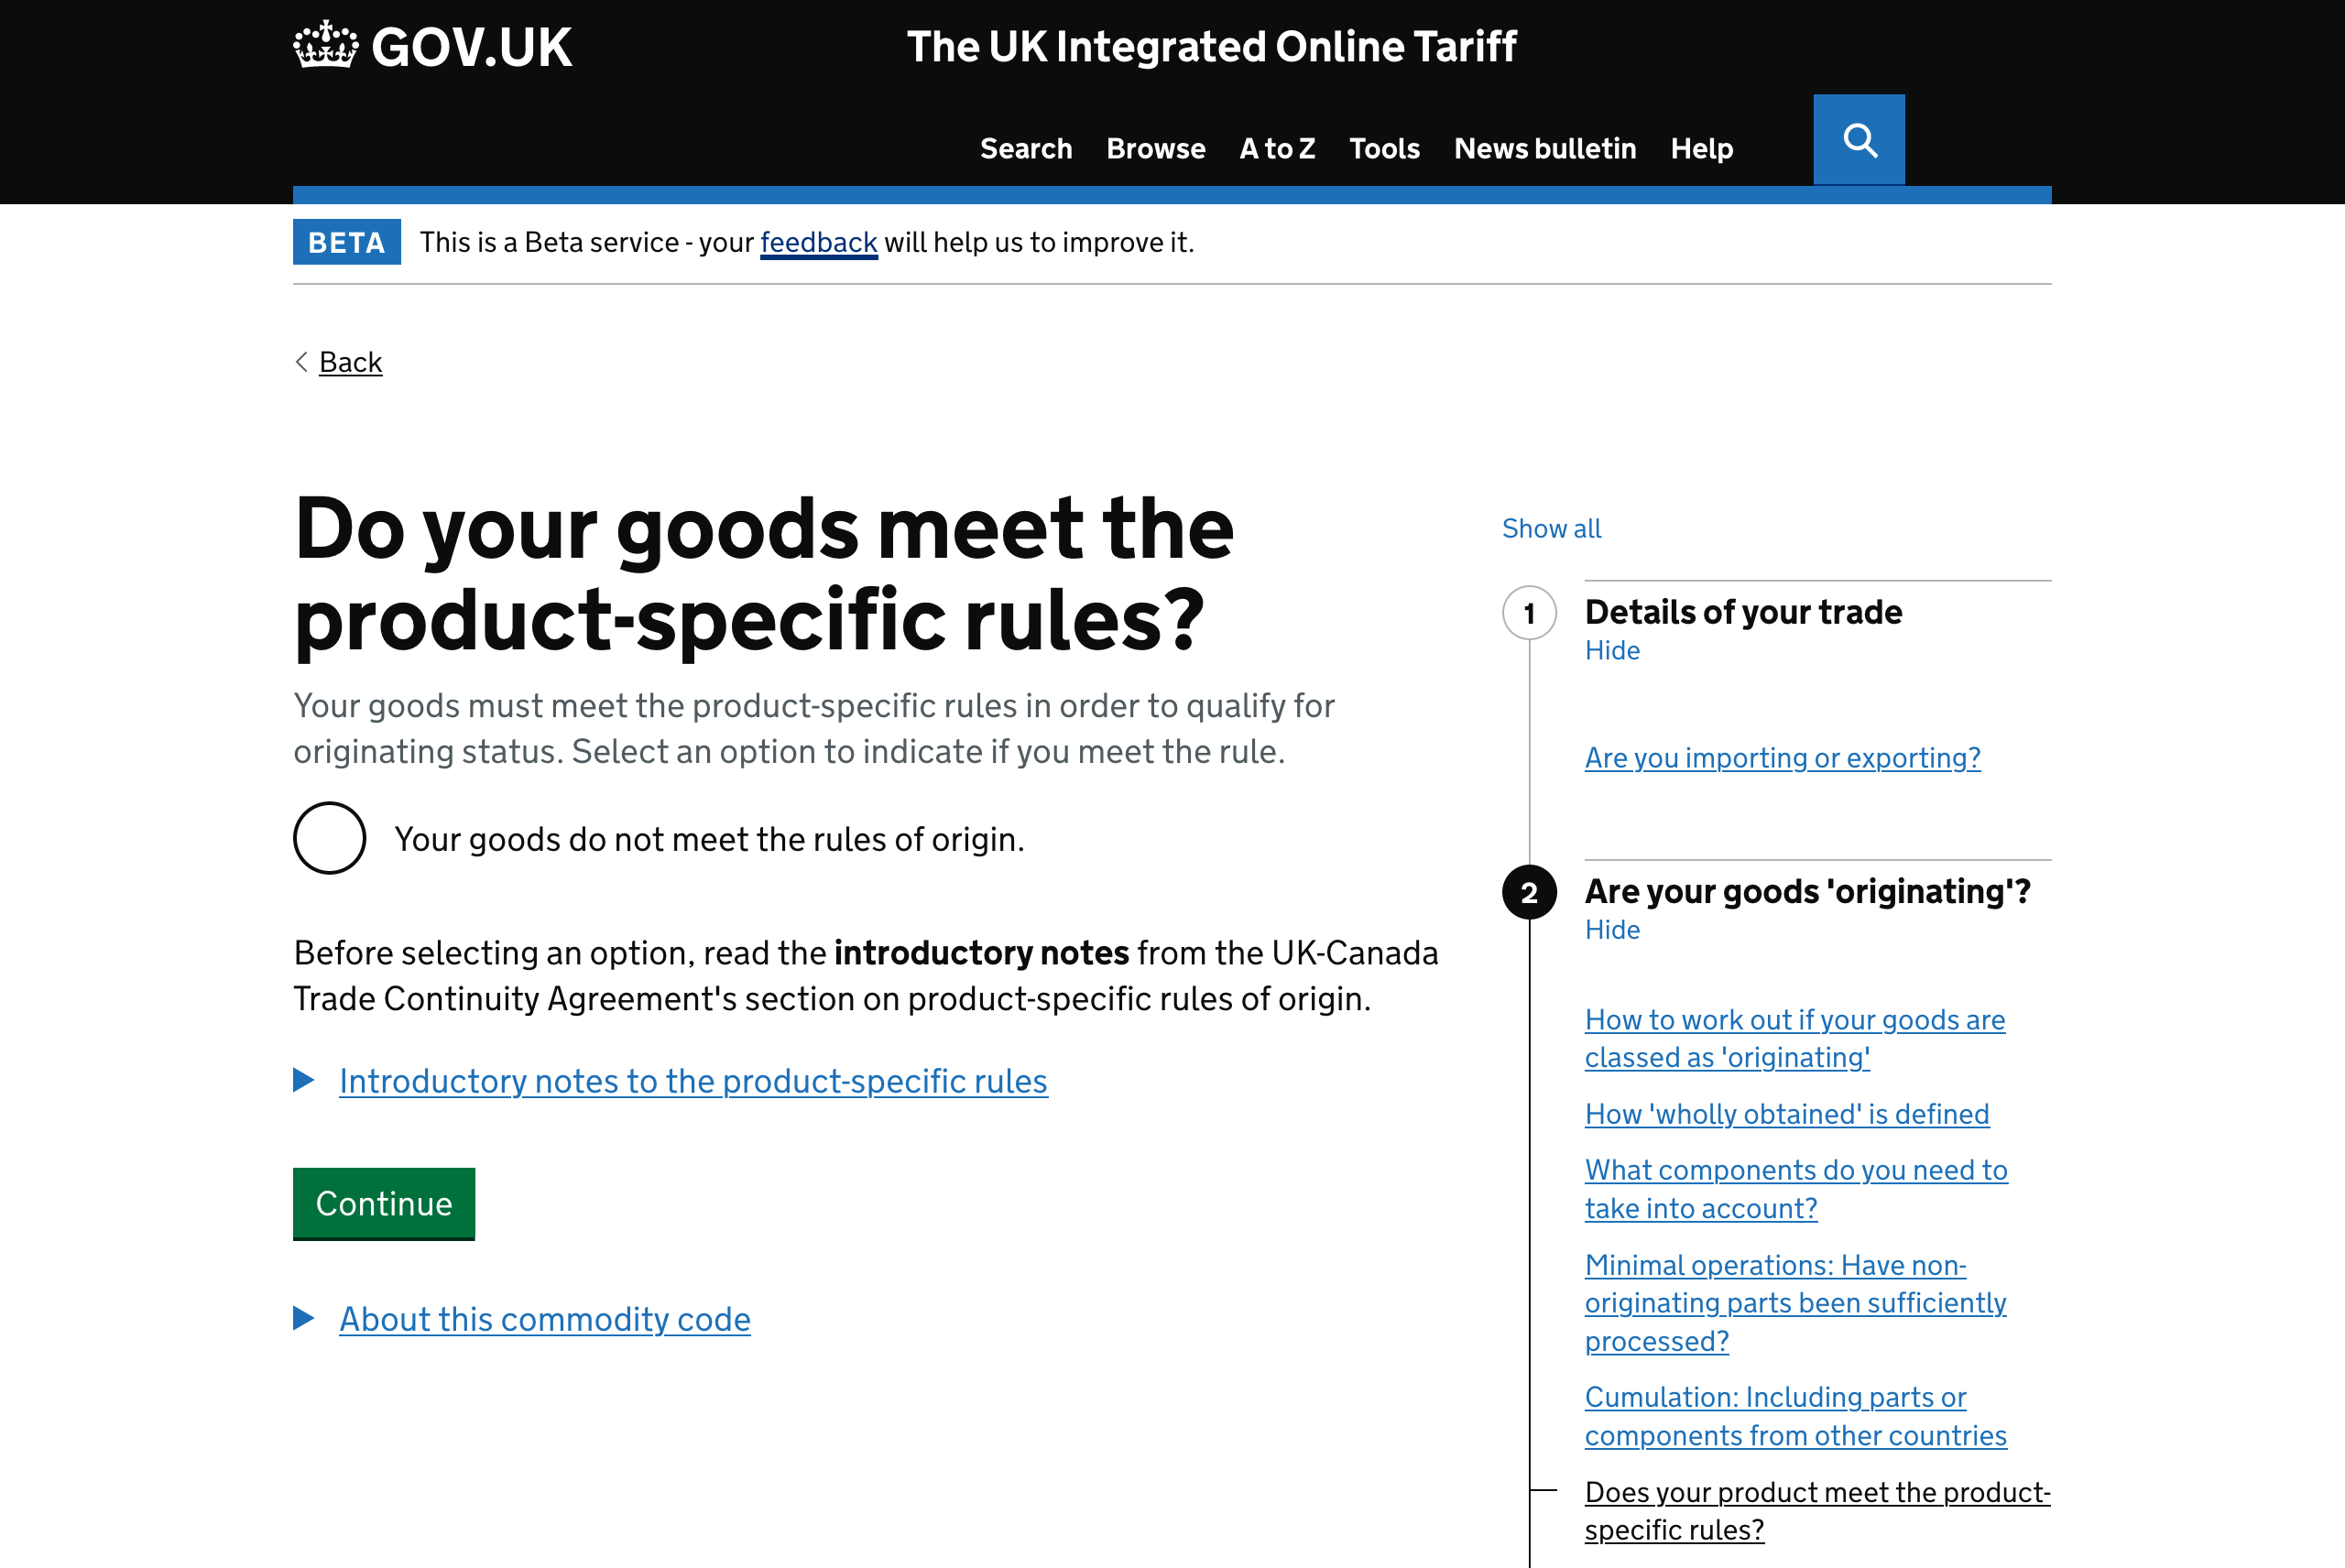 GOV.UK
The UK Integrated Online Tariff
Search Browse A to Z Tools News bulletin Help
BETA This is a Beta service - your feedback will help us to improve it.
Back
Do your goods meet the
product-specific rules?
Your goods must meet the product-specific rules in order to qualify for
originating status. Select an option to indicate if you meet the rule.
Your goods do not meet the rules of origin.
Before selecting an option, read the introductory notes from the UK-Canada
Trade Continuity Agreement's section on product-specific rules of origin.
Introductory notes to the product-specific rules
Continue
About this commodity code
Show all
1 Details of your trade
Hide
Are you importing or exporting?
2 Are your goods 'originating'?
Hide
How to work out if your goods are
classed as 'originating'
How 'wholly obtained' is defined
What components do you need to
take into account?
Minimal operations: Have non-
originating parts been sufficiently
processed?
Cumulation: Including parts or
components from other countries
Does your product meet the product-
specific rules?